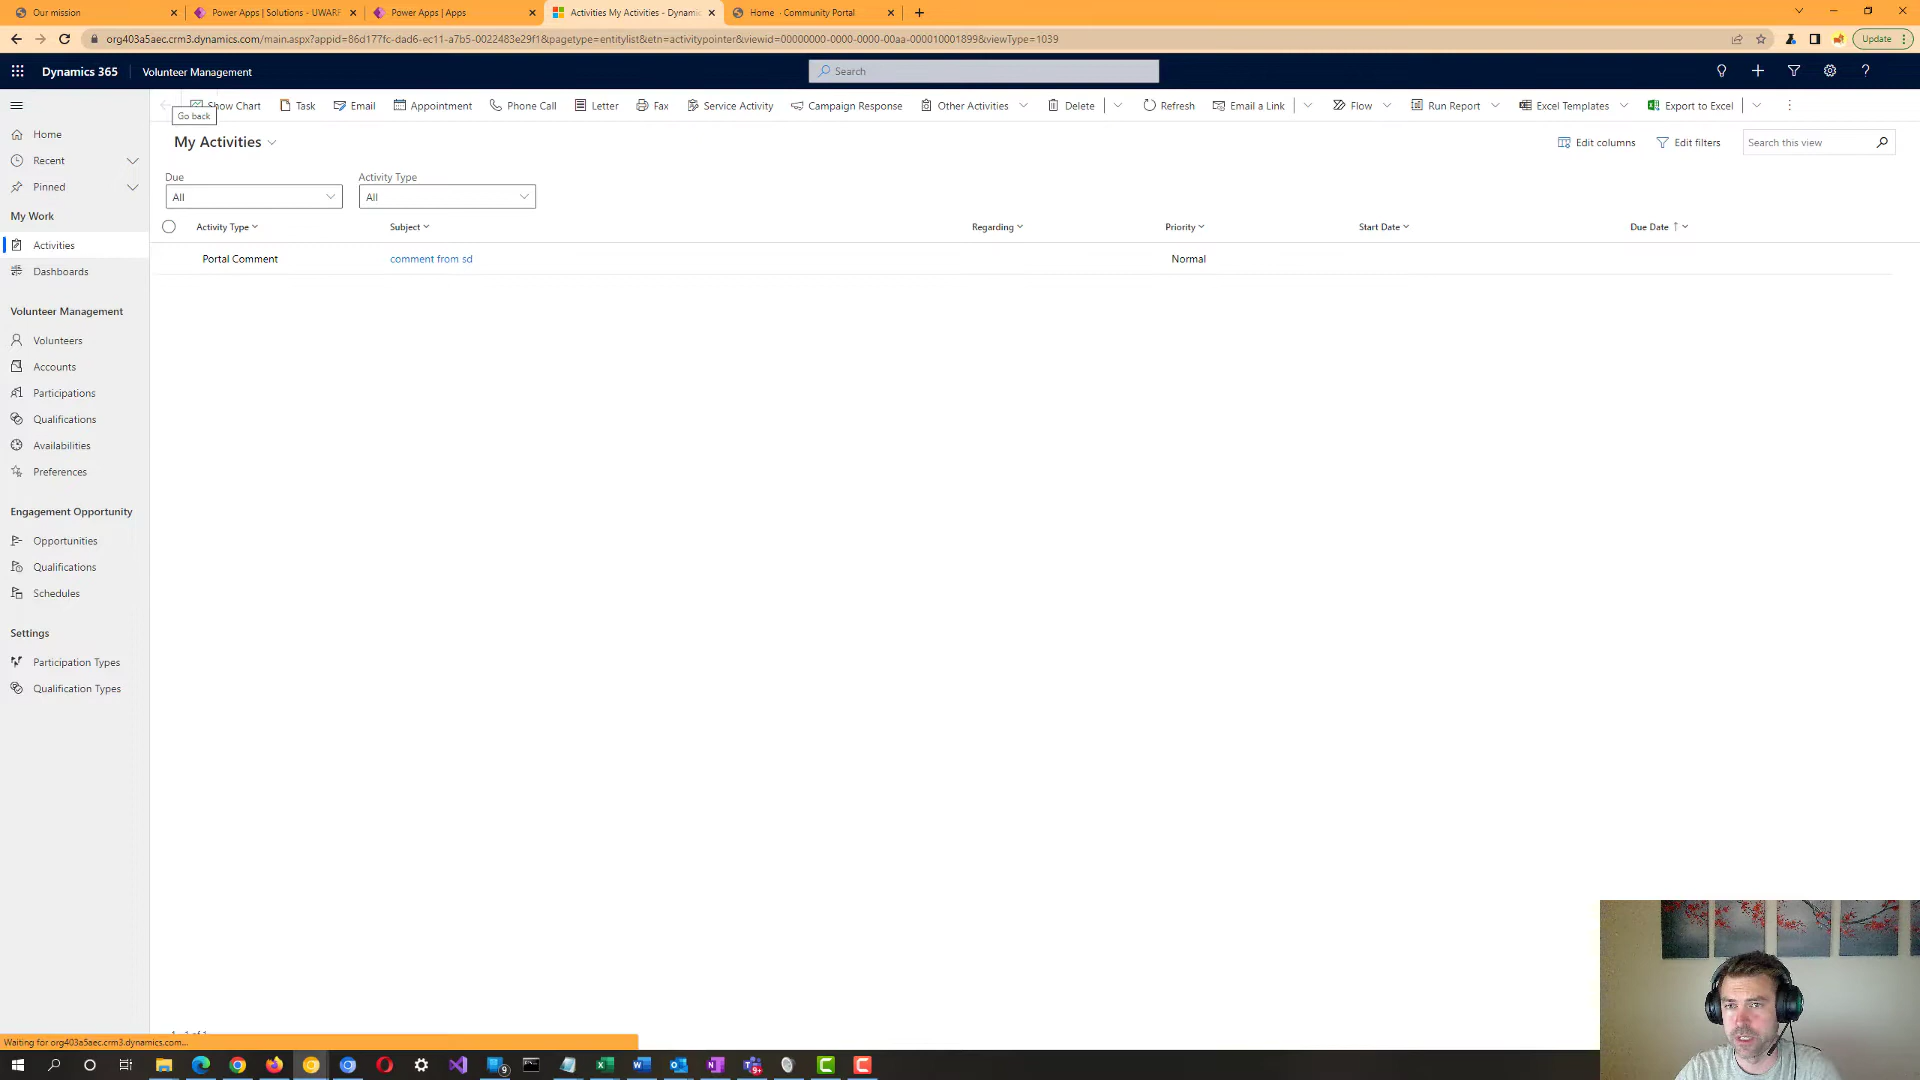 Our mission
Power Apps | Solutions - UWARF
Power Apps | Apps
Activities My Activities - Dynamic
Home · Community Portal
org403a5aec.crm3.dynamics.com/main.aspx?appid=86d177fc-dad6-ec11-a7b5-0022483e29f1&pagetype=entitylist&etn=activitypointer&viewid=00000000-0000-0000-00aa-000010001899&viewType=1039
Update
Dynamics 365
Volunteer Management
Search
Show Chart
Task
Email
Appointment
Phone Call
Letter
Fax
Service Activity
Campaign Response
Other Activities
Delete
Refresh
Email a Link
Flow
Run Report
Excel Templates
Export to Excel
Go back
Home
Recent
Pinned
My Work
Activities
Dashboards
Volunteer Management
Volunteers
Accounts
Participations
Qualifications
Availabilities
Preferences
Engagement Opportunity
Opportunities
Qualifications
Schedules
Settings
Participation Types
Qualification Types
My Activities
Edit columns
Edit filters
Search this view
Due
Activity Type
All
All
Activity Type
Subject
Regarding
Priority
Start Date
Due Date
Portal Comment
comment from sd
Normal
Waiting for org403a5aec.crm3.dynamics.com...